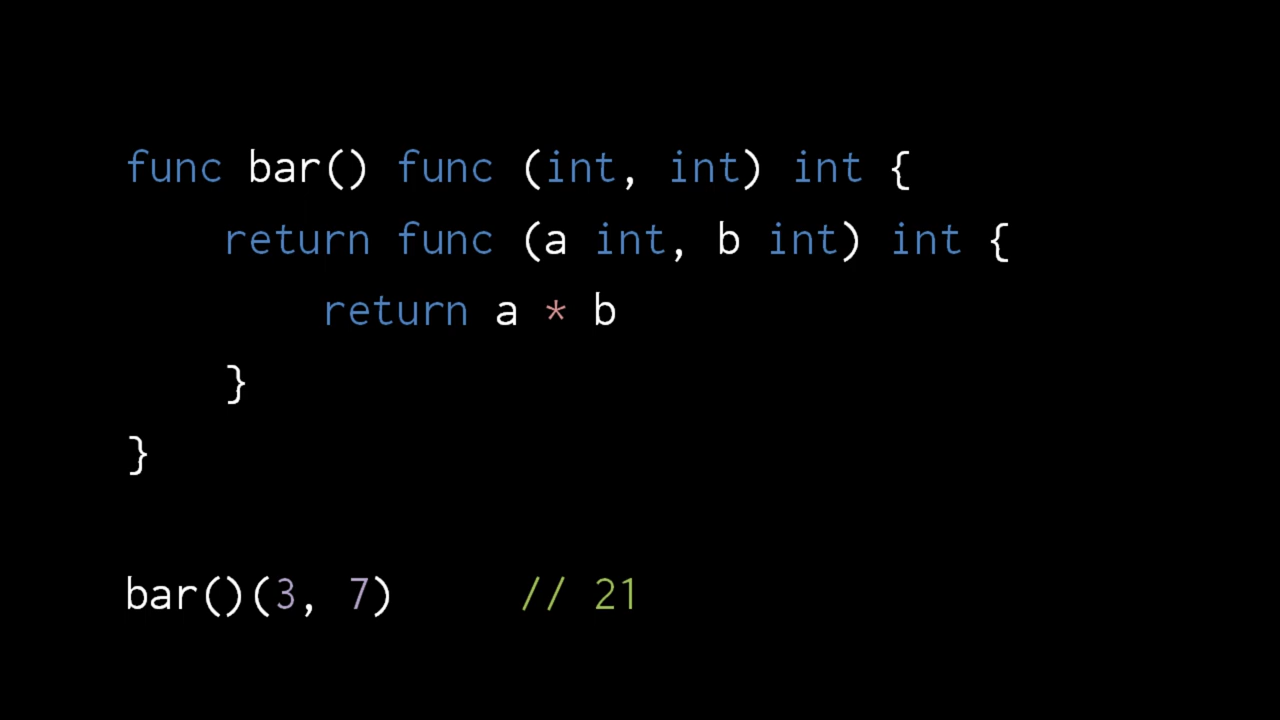 func bar() func (int, int) int {
    return func (a int, b int) int {
        return a * b
    }
}
bar()(3, 7)     // 21